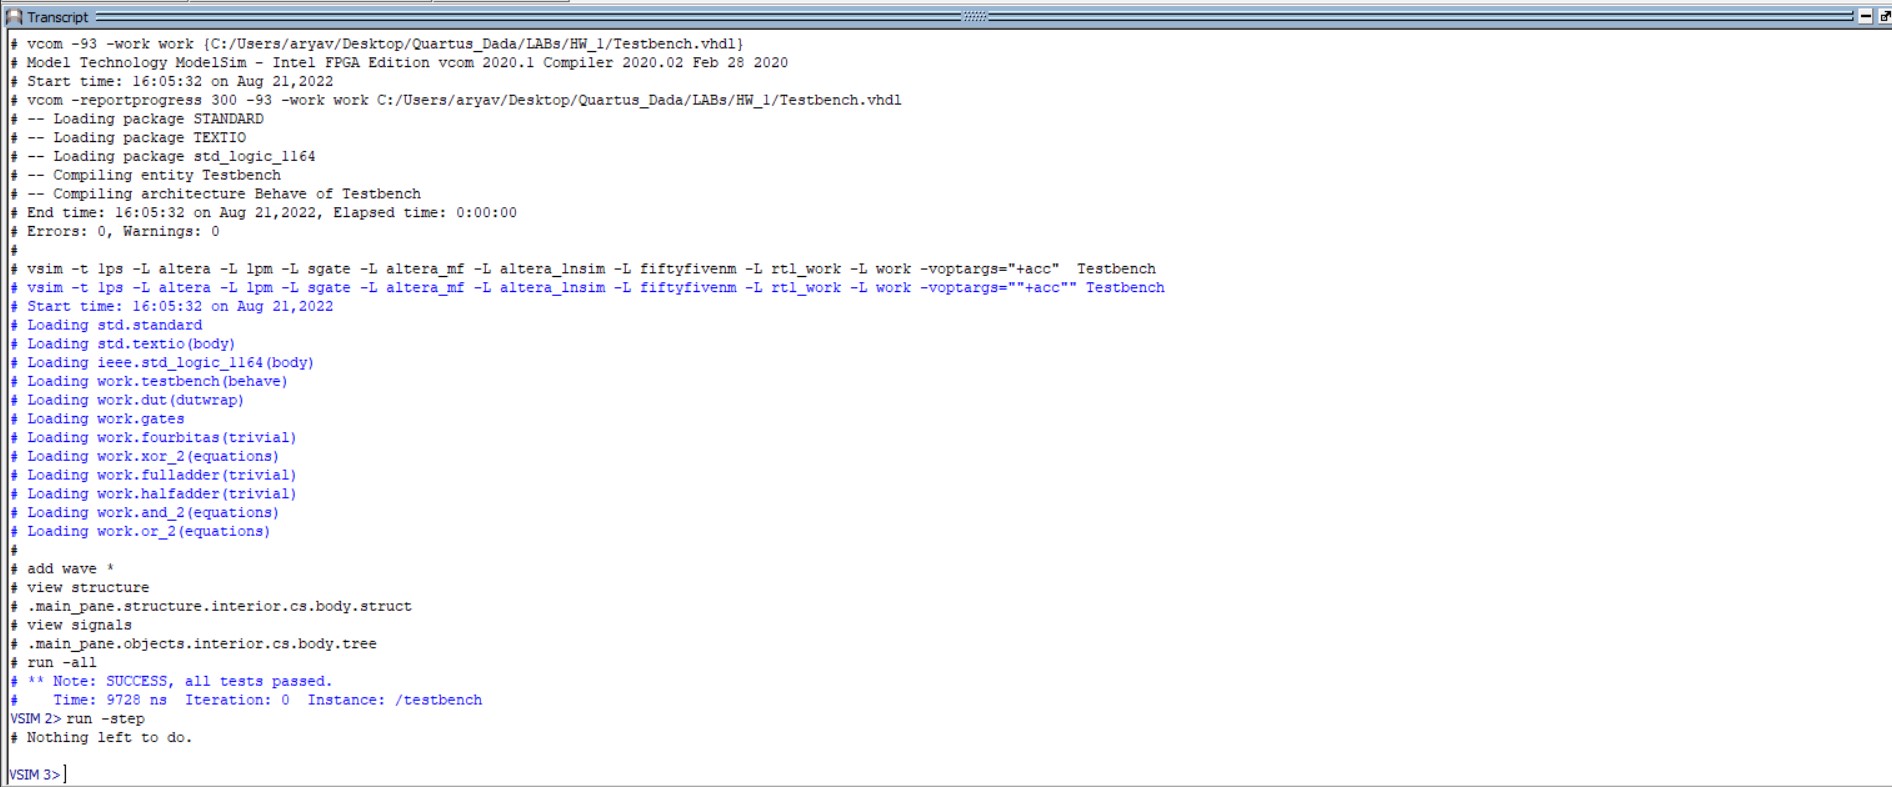 Transcript
# vcom -93 -work work {C:/Users/aryav/Desktop/Quartus_Dada/LABs/HW_1/Testbench.vhdl}
# Model Technology ModelSim - Intel FPGA Edition vcom 2020.1 Compiler 2020.02 Feb 28 2020
# Start time: 16:05:32 on Aug 21,2022
# vcom -reportprogress 300 -93 -work work C:/Users/aryav/Desktop/Quartus_Dada/LABs/HW_1/Testbench.vhdl
# -- Loading package STANDARD
# -- Loading package TEXTIO
# -- Loading package std_logic_1164
# -- Compiling entity Testbench
# -- Compiling architecture Behave of Testbench
# End time: 16:05:32 on Aug 21,2022, Elapsed time: 0:00:00
# Errors: 0, Warnings: 0
#
# vsim -t 1ps -L altera -L lpm -L sgate -L altera_mf -L altera_lnsim -L fiftyfivenm -L rtl_work -L work -voptargs="+acc"  Testbench
# vsim -t 1ps -L altera -L lpm -L sgate -L altera_mf -L altera_lnsim -L fiftyfivenm -L rtl_work -L work -voptargs=""+acc"" Testbench
# Start time: 16:05:32 on Aug 21,2022
# Loading std.standard
# Loading std.textio(body)
# Loading ieee.std_logic_1164(body)
# Loading work.testbench(behave)
# Loading work.dut(dutwrap)
# Loading work.gates
# Loading work.fourbitas(trivial)
# Loading work.xor_2(equations)
# Loading work.fulladder(trivial)
# Loading work.halfadder(trivial)
# Loading work.and_2(equations)
# Loading work.or_2(equations)
#
# add wave *
# view structure
# .main_pane.structure.interior.cs.body.struct
# view signals
# .main_pane.objects.interior.cs.body.tree
# run -all
# ** Note: SUCCESS, all tests passed.
#    Time: 9728 ns  Iteration: 0  Instance: /testbench
VSIM 2> run -step
# Nothing left to do.
VSIM 3>